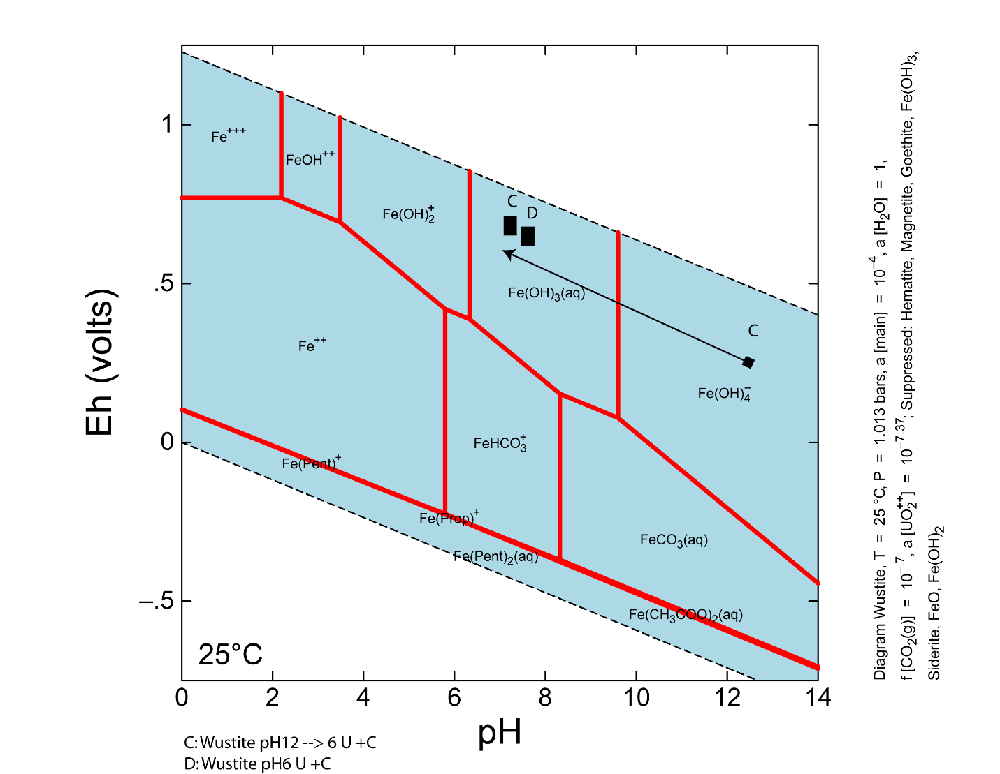 1
.5
0
–.5
Eh (volts)
Fe+++
FeOH++
Fe(OH)2+
C
D
Fe(OH)3(aq)
C
Fe(OH)4–
Fe++
FeHCO3+
Fe(Pent)+
Fe(Prop)+
Fe(Pent)2(aq)
FeCO3(aq)
Fe(CH3COO)2(aq)
25°C
0 2 4 6 8 10 12 14
pH
C: Wustite pH12 --> 6 U +C
D: Wustite pH6 U +C
Diagram Wustite, T = 25 °C, P = 1.013 bars, a [main] = 10–4, a [H2O] = 1,
f [CO2(g)] = 10–.7, a [UO2++] = 10–7.37; Suppressed: Hematite, Magnetite, Goethite, Fe(OH)3,
Siderite, FeO, Fe(OH)2